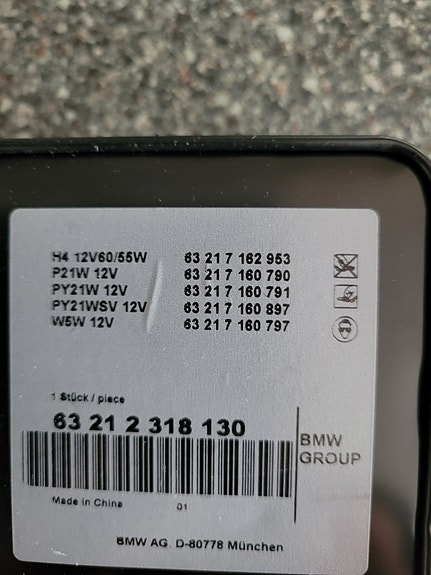 H4 12V60/55W 63 21 7 162 953
P21W 12V 63 21 7 160 790
PY21W 12V 63 21 7 160 791
PY21WSV 12V 63 21 7 160 897
W5W 12V 63 21 7 160 797
1 Stück / piece
63 21 2 318 130
BMW
GROUP
Made in China 01
BMW AG. D-80778 München